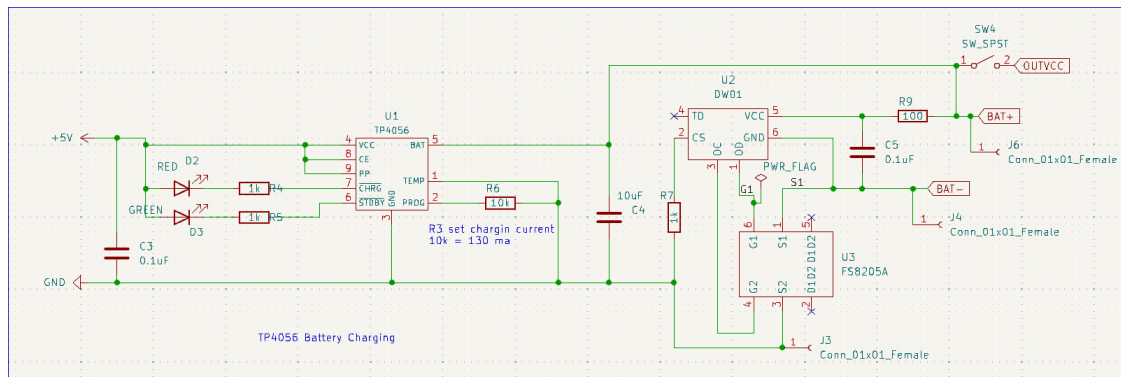 SW4
SW_SPST
1
2
OUTVCC
U2
DW01
4
TD
VCC
5
R9
100
BAT+
2
CS
GND
6
OC
OD
3
1
J6
1
Conn_01x01_Female
C5
0.1uF
PWR_FLAG
G1
S1
BAT-
J4
1
Conn_01x01_Female
U1
TP4056
+5V
4
VCC
BAT
5
8
CE
9
PP
TEMP
1
RED
D2
7
CHRG
1k
R4
PROG
2
R6
10k
6
STDBY
GND
3
GREEN
D3
1k
R5
10uF
C4
R7
1k
R3 set chargin current
10k = 130 ma
C3
0.1uF
GND
6
1
5
G1
S1
D1D2
U3
FS8205A
G2
S2
D1D2
4
3
2
J3
1
Conn_01x01_Female
TP4056 Battery Charging